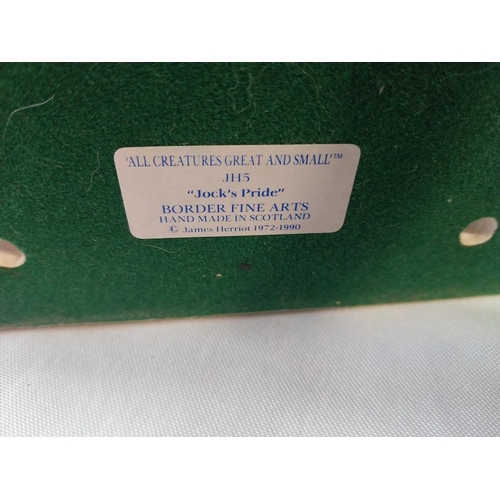 'ALL CREATURES GREAT AND SMALL'™
JH5
"Jock's Pride"
BORDER FINE ARTS
HAND MADE IN SCOTLAND
© James Herriot 1972-1990